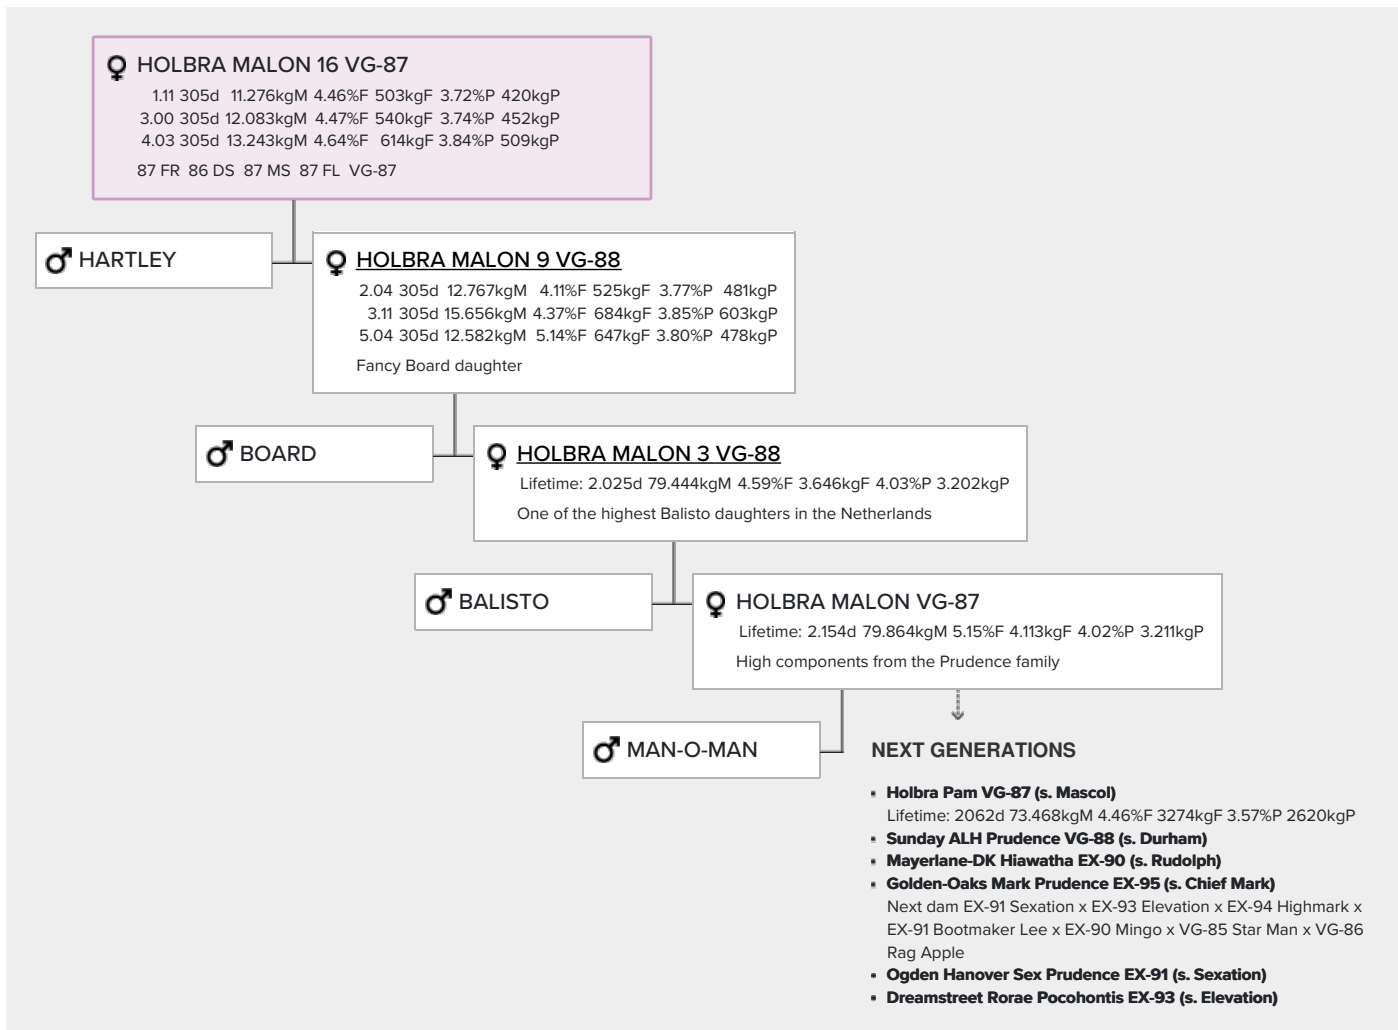 HOLBRA MALON 16 VG-87
1.11 305d 11.276kgM 4.46%F 503kgF 3.72%P 420kgP
3.00 305d 12.083kgM 4.47%F 540kgF 3.74%P 452kgP
4.03 305d 13.243kgM 4.64%F 614kgF 3.84%P 509kgP
87 FR 86 DS 87 MS 87 FL VG-87
HARTLEY
HOLBRA MALON 9 VG-88
2.04 305d 12.767kgM 4.11%F 525kgF 3.77%P 481kgP
3.11 305d 15.656kgM 4.37%F 684kgF 3.85%P 603kgP
5.04 305d 12.582kgM 5.14%F 647kgF 3.80%P 478kgP
Fancy Board daughter
BOARD
HOLBRA MALON 3 VG-88
Lifetime: 2.025d 79.444kgM 4.59%F 3.646kgF 4.03%P 3.202kgP
One of the highest Balisto daughters in the Netherlands
BALISTO
HOLBRA MALON VG-87
Lifetime: 2.154d 79.864kgM 5.15%F 4.113kgF 4.02%P 3.211kgP
High components from the Prudence family
MAN-O-MAN
NEXT GENERATIONS
Holbra Pam VG-87 (s. Mascol)
Lifetime: 2062d 73.468kgM 4.46%F 3274kgF 3.57%P 2620kgP
Sunday ALH Prudence VG-88 (s. Durham)
Mayerlane-DK Hiawatha EX-90 (s. Rudolph)
Golden-Oaks Mark Prudence EX-95 (s. Chief Mark)
Next dam EX-91 Sexation x EX-93 Elevation x EX-94 Highmark x
EX-91 Bootmaker Lee x EX-90 Mingo x VG-85 Star Man x VG-86
Rag Apple
Ogden Hanover Sex Prudence EX-91 (s. Sexation)
Dreamstreet Rorae Pocohontis EX-93 (s. Elevation)